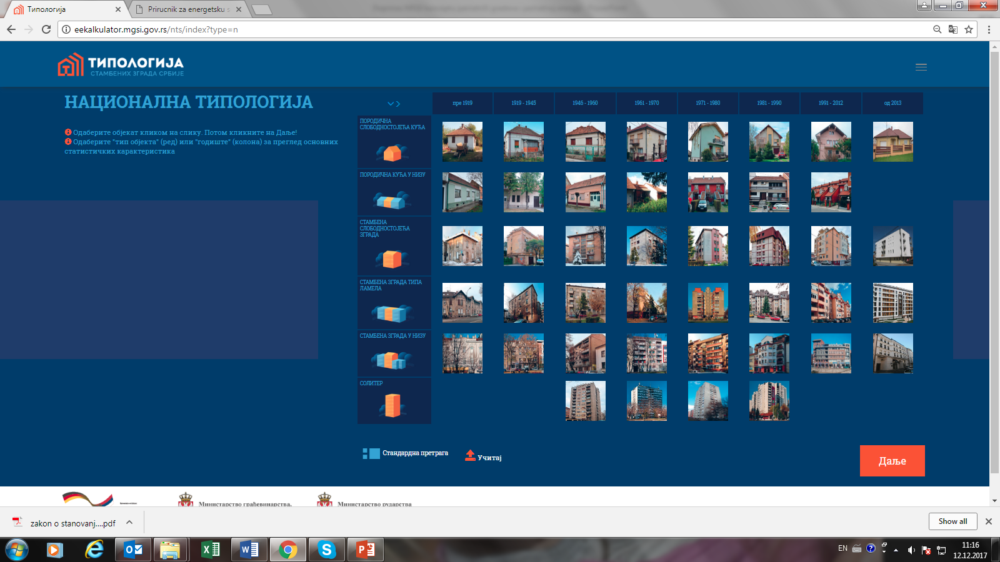 Типологија
Prirucnik za energetsku s
eekalkulator.mgsi.gov.rs/nts/index?type=n
ТИПОЛОГИЈА
СТАМБЕНИХ ЗГРАДА СРБИЈЕ
НАЦИОНАЛНА ТИПОЛОГИЈА
Одаберите објекат кликом на слику. Потом кликните на Даље!
Одаберите "тип објекта" (ред) или "годиште" (колона) за преглед основних
статистичких карактеристика
пре 1919
1919 - 1945
1946 - 1960
1961 - 1970
1971 - 1980
1981 - 1990
1991 - 2012
од 2013
ПОРОДИЧНА
СЛОБОДНОСТОЈЕЋА КУЋА
ПОРОДИЧНА КУЋА У НИЗУ
СТАМБЕНА
СЛОБОДНОСТОЈЕЋА
ЗГРАДА
СТАМБЕНА ЗГРАДА ТИПА
ЛАМЕЛА
СТАМБЕНА ЗГРАДА У НИЗУ
СОЛИТЕР
Стандардна претрага
Учитај
Даље
Министарство грађевинарства,
Министарство рударства
zakon o stanovanj....pdf
Show all
EN
11:16
12.12.2017